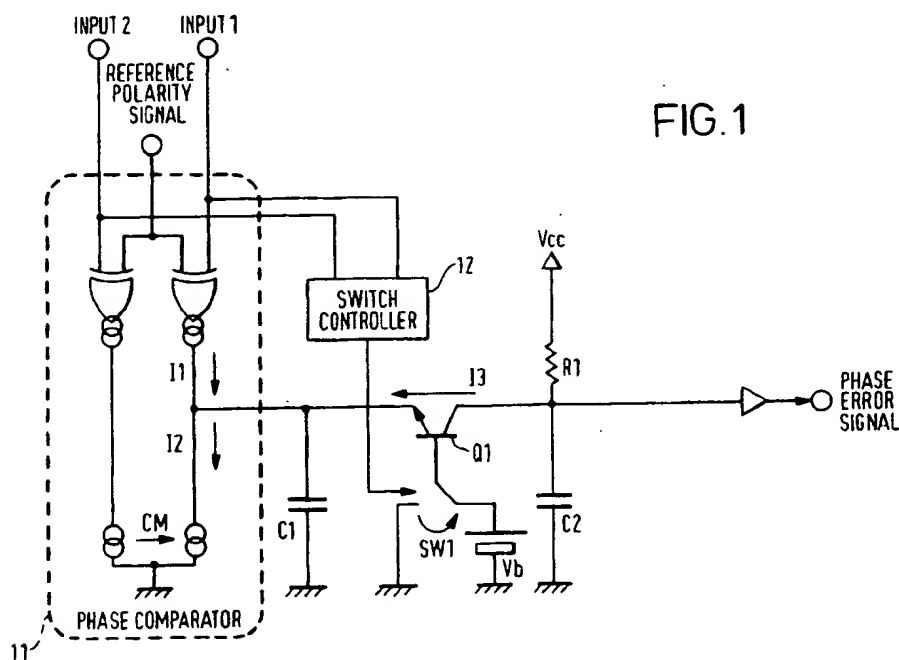 INPUT 2
INPUT 1
REFERENCE
POLARITY
SIGNAL
FIG.1
Vcc
12
SWITCH
CONTROLLER
R1
I1
I3
PHASE
ERROR
SIGNAL
I2
Q1
CM
C1
SW1
C2
Vb
PHASE COMPARATOR
11